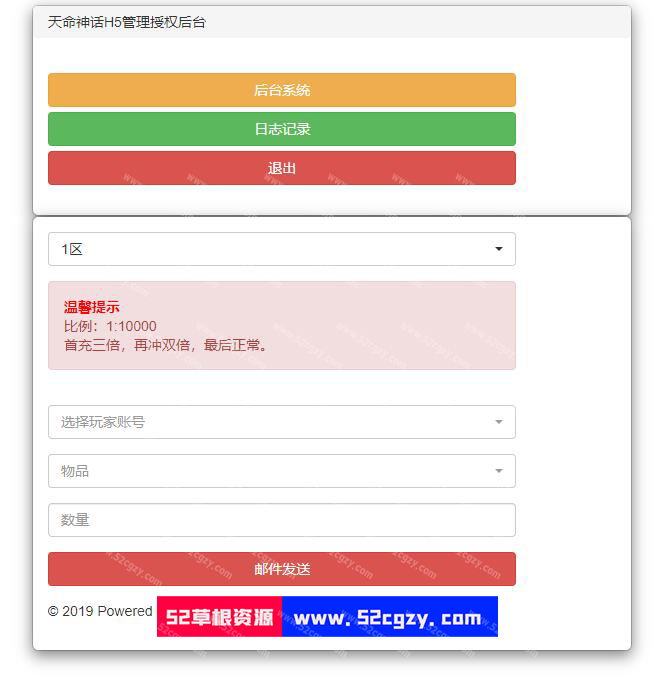 天命神话H5管理授权后台
后台系统
日志记录
退出
1区
温馨提示
比例：1:10000
首充三倍，再冲双倍，最后正常。
选择玩家账号
物品
数量
邮件发送
© 2019 Powered
52草根资源 www.52cgzy.com